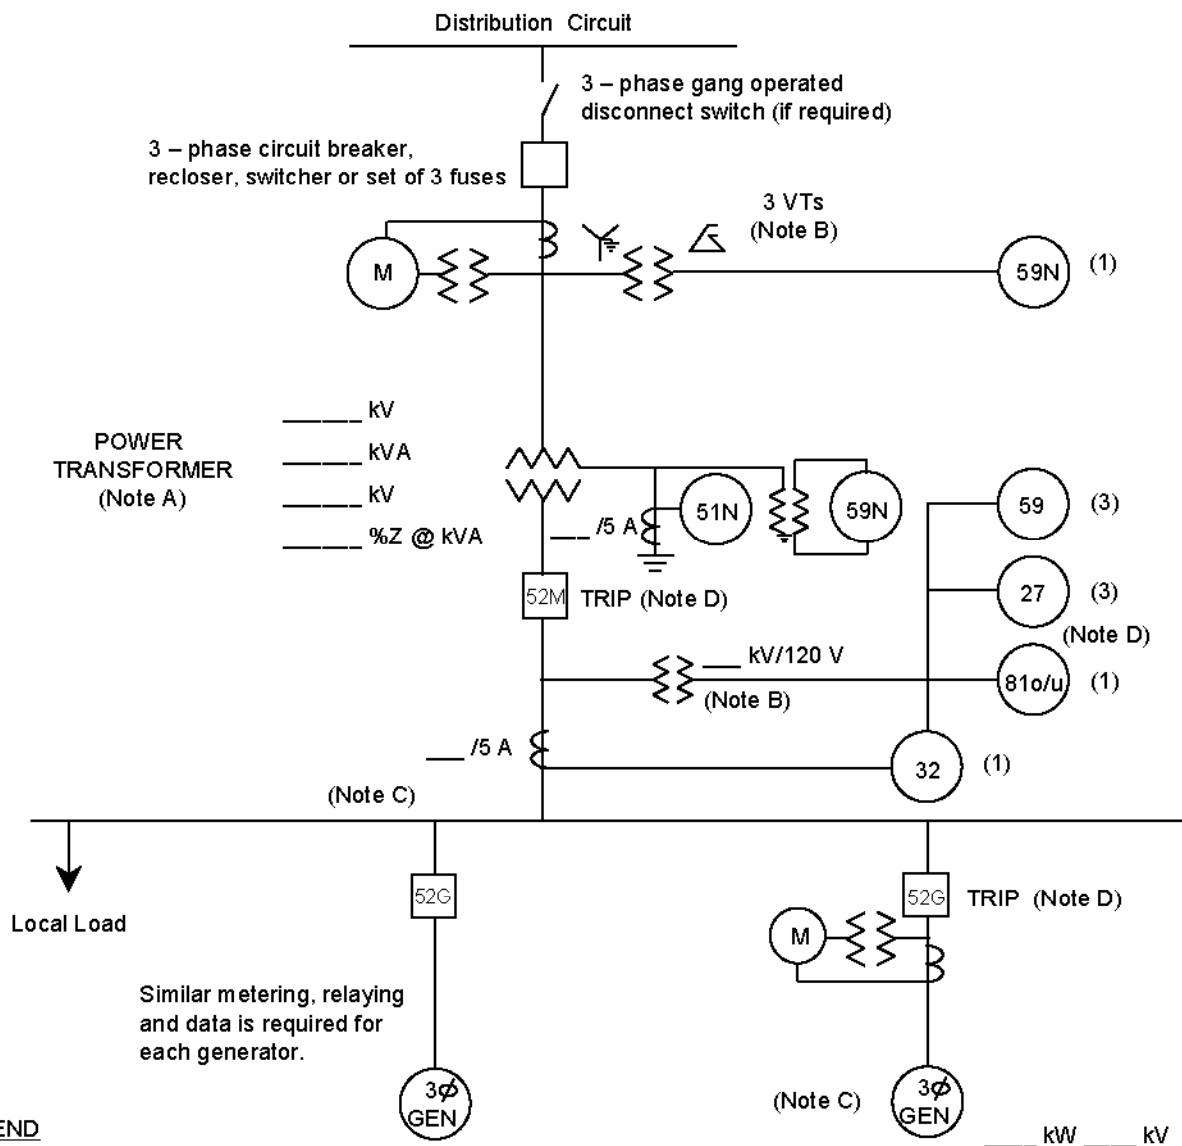 Distribution Circuit
3 – phase gang operated
disconnect switch (if required)
3 – phase circuit breaker,
recloser, switcher or set of 3 fuses
3 VTs
(Note B)
M
59N
(1)
POWER
TRANSFORMER
(Note A)
_____ kV
_____ kVA
_____ kV
_____ %Z @ kVA
___ /5 A
51N
59N
59
(3)
27
(3)
(Note D)
52M
TRIP (Note D)
___ kV/120 V
(Note B)
81o/u
(1)
___ /5 A
32
(1)
(Note C)
Local Load
52G
52G
TRIP (Note D)
M
Similar metering, relaying
and data is required for
each generator.
3ϕ
GEN
(Note C)
3ϕ
GEN
END
____ kW ____ kV